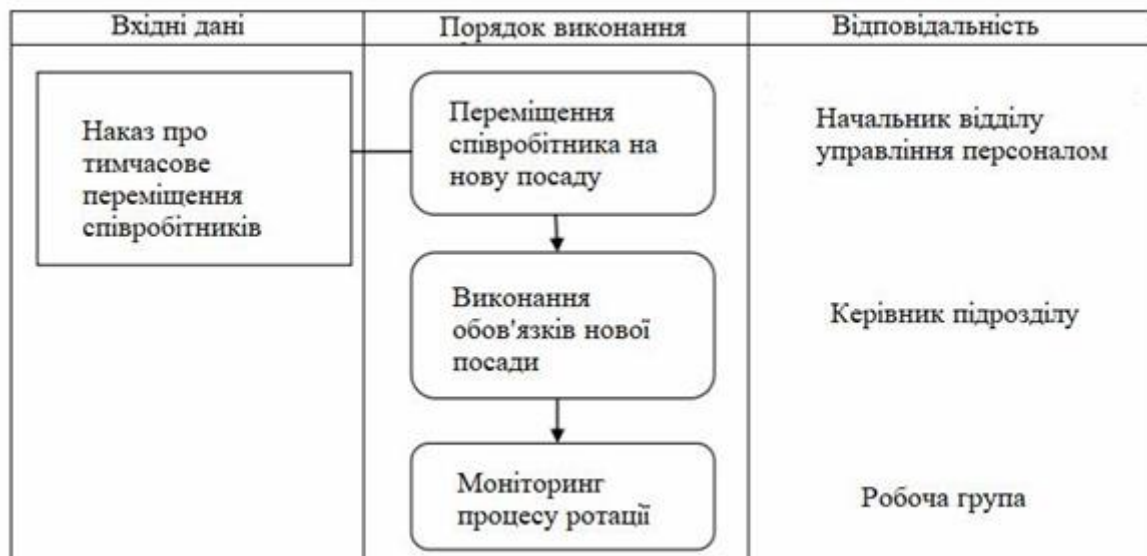 Вхідні дані
Порядок виконання
Відповідальність
Наказ про
тимчасове
переміщення
співробітників
Переміщення
співробітника на
нову посаду
Начальник відділу
управління персоналом
Виконання
обов'язків нової
посади
Керівник підрозділу
Моніторинг
процесу ротації
Робоча група